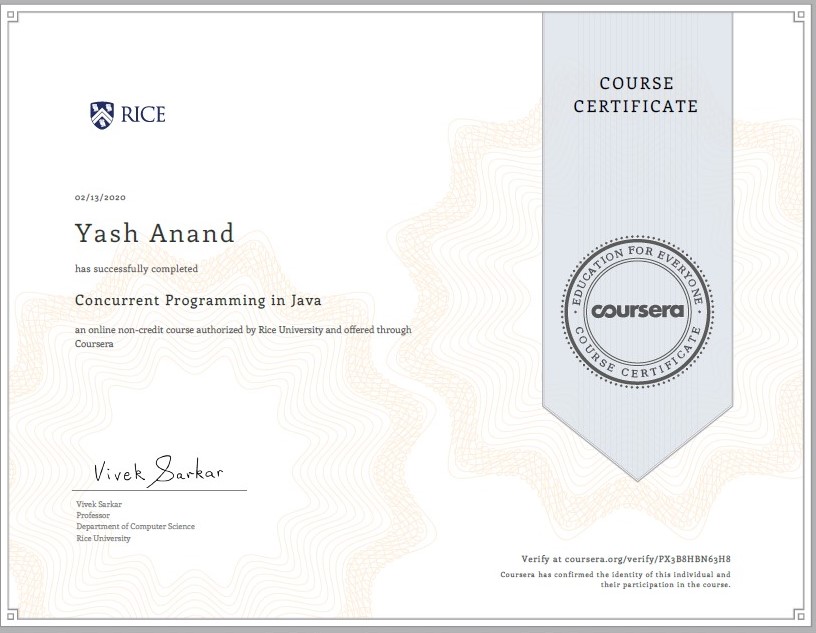 COURSE
CERTIFICATE
RICE
02/13/2020
Yash Anand
has successfully completed
Concurrent Programming in Java
an online non-credit course authorized by Rice University and offered through
Coursera
EDUCATION FOR EVERYONE
coursera
COURSE CERTIFICATE
Vivek Sarkar
Vivek Sarkar
Professor
Department of Computer Science
Rice University
Verify at coursera.org/verify/PX3B8HBN63H8
Coursera has confirmed the identity of this individual and
their participation in the course.